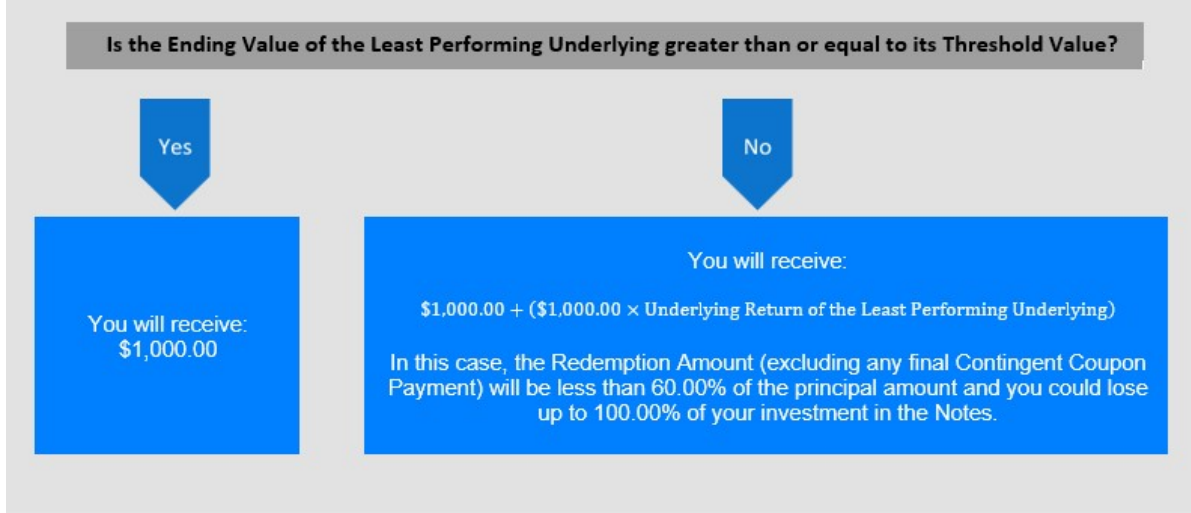 Is the Ending Value of the Least Performing Underlying greater than or equal to its Threshold Value?
Yes
No
You will receive:
$1,000.00
You will receive:
$1,000.00 + ($1,000.00 × Underlying Return of the Least Performing Underlying)
In this case, the Redemption Amount (excluding any final Contingent Coupon
Payment) will be less than 60.00% of the principal amount and you could lose
up to 100.00% of your investment in the Notes.